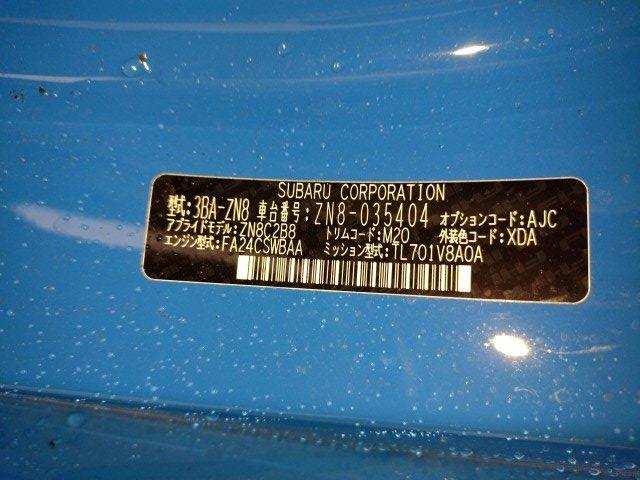 SUBARU CORPORATION
型式:3BA-ZN8 車台番号:ZN8-035404 オプションコード:AJC
アプライドモデル:ZN8C2B8 トリムコード:M20 外装色コード:XDA
エンジン型式:FA24CSWBAA ミッション型式:TL701V8A0A